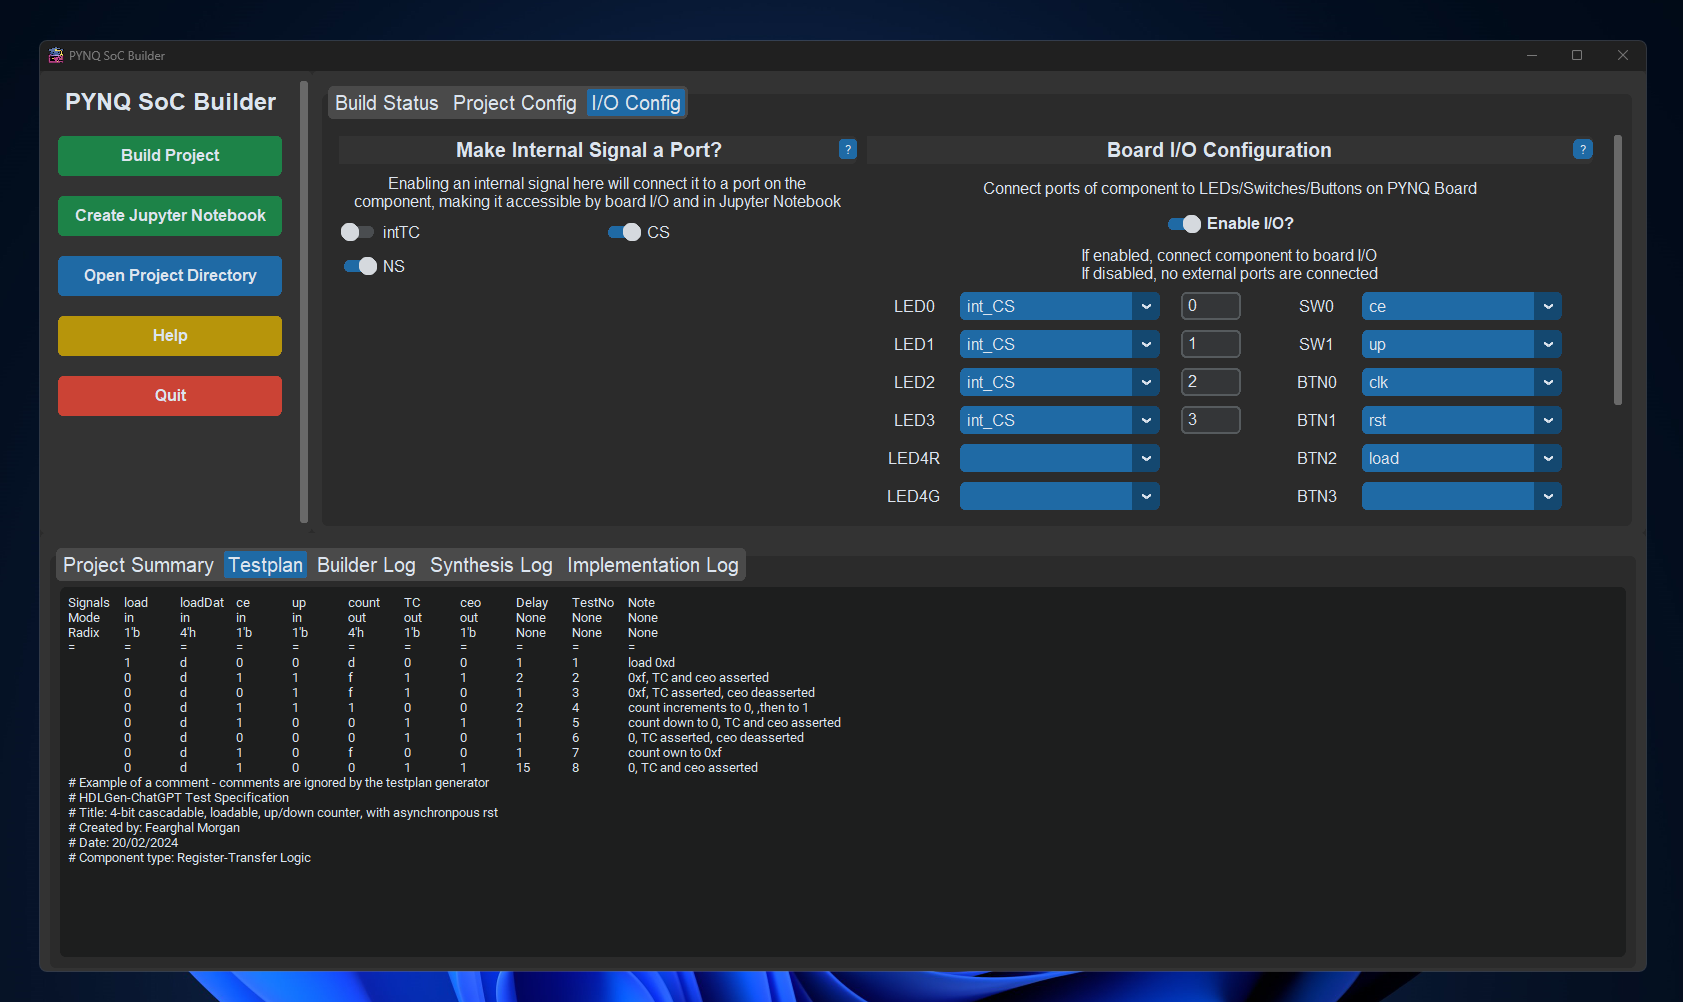 PYNQ SoC Builder
PYNQ SoC Builder
Build Project
Create Jupyter Notebook
Open Project Directory
Help
Quit
Build Status Project Config I/O Config
Make Internal Signal a Port? ?
Enabling an internal signal here will connect it to a port on the
component, making it accessible by board I/O and in Jupyter Notebook
intTC CS
NS
Board I/O Configuration ?
Connect ports of component to LEDs/Switches/Buttons on PYNQ Board
Enable I/O?
If enabled, connect component to board I/O
If disabled, no external ports are connected
LED0 int_CS 0 SW0 ce
LED1 int_CS 1 SW1 up
LED2 int_CS 2 BTN0 clk
LED3 int_CS 3 BTN1 rst
LED4R BTN2 load
LED4G BTN3
Project Summary Testplan Builder Log Synthesis Log Implementation Log
Signals load loadDat ce up count TC ceo Delay TestNo Note
Mode in in in in out out out None None None
Radix 1'b 4'h 1'b 1'b 4'h 1'b 1'b None None None
= = = = = = = = = = =
1 d 0 0 d 0 0 1 1 load 0xd
0 d 1 1 f 1 1 2 2 0xf, TC and ceo asserted
0 d 0 1 f 1 0 1 3 0xf, TC asserted, ceo deasserted
0 d 1 1 1 0 0 2 4 count increments to 0, ,then to 1
0 d 1 0 0 1 1 1 5 count down to 0, TC and ceo asserted
0 d 0 0 0 1 0 1 6 0, TC asserted, ceo deasserted
0 d 1 0 f 0 0 1 7 count own to 0xf
0 d 1 0 0 1 1 15 8 0, TC and ceo asserted
# Example of a comment - comments are ignored by the testplan generator
# HDLGen-ChatGPT Test Specification
# Title: 4-bit cascadable, loadable, up/down counter, with asynchronpous rst
# Created by: Fearghal Morgan
# Date: 20/02/2024
# Component type: Register-Transfer Logic